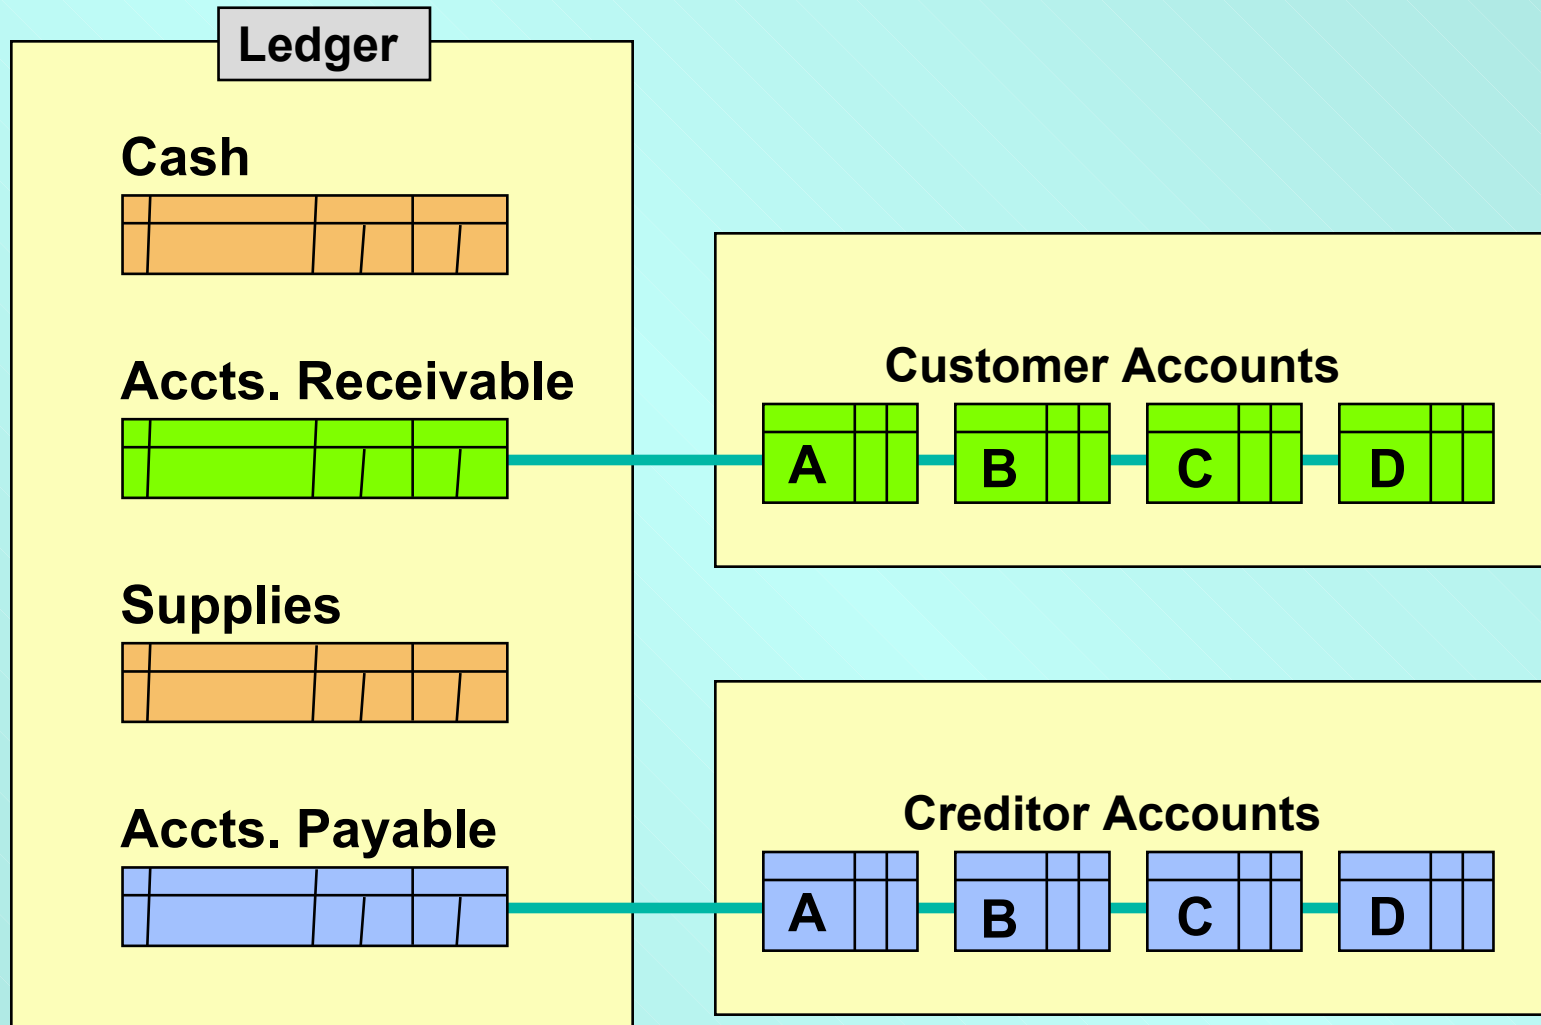 Ledger
Cash
Accts. Receivable
Supplies
Accts. Payable
Customer Accounts
A B C D
Creditor Accounts
A B C D